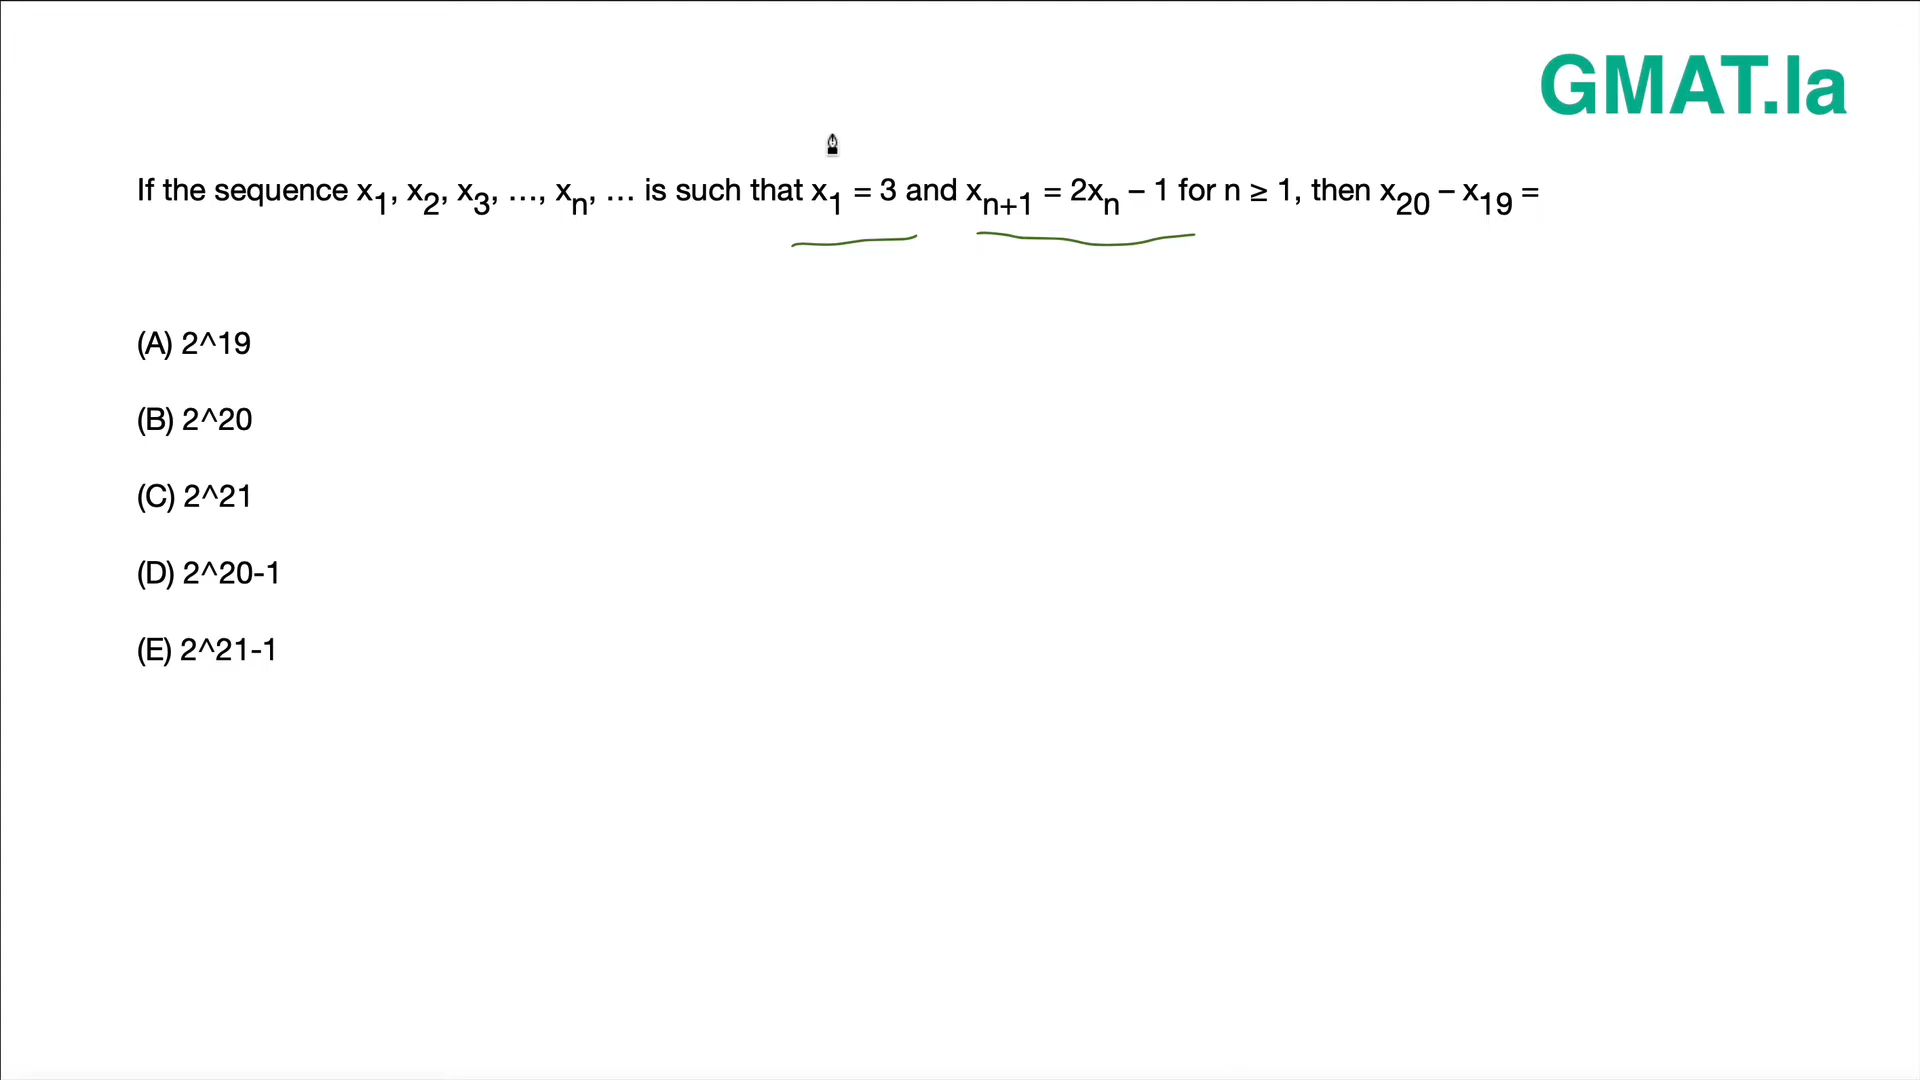 GMAT.la
If the sequence x₁, x₂, x₃, ..., xₙ, ... is such that x₁ = 3 and xₙ₊₁ = 2xₙ – 1 for n ≥ 1, then x₂₀ – x₁₉ =
(A) 2^19
(B) 2^20
(C) 2^21
(D) 2^20-1
(E) 2^21-1